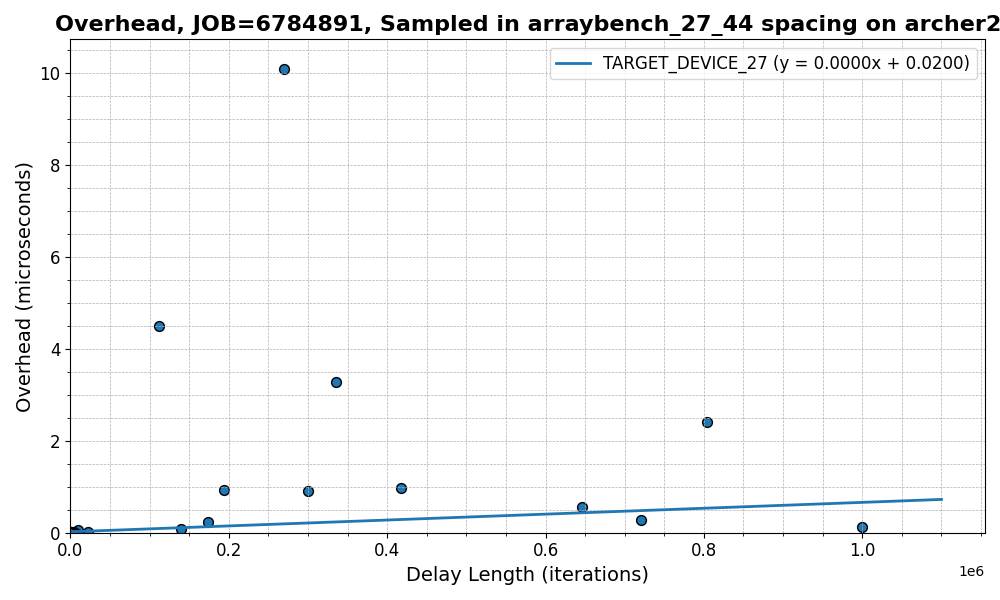 Overhead, JOB=6784891, Sampled in arraybench_27_44 spacing on archer2
TARGET_DEVICE_27 (y = 0.0000x + 0.0200)
Overhead (microseconds)
10
8
6
4
2
0
0.0 0.2 0.4 0.6 0.8 1.0
1e6
Delay Length (iterations)